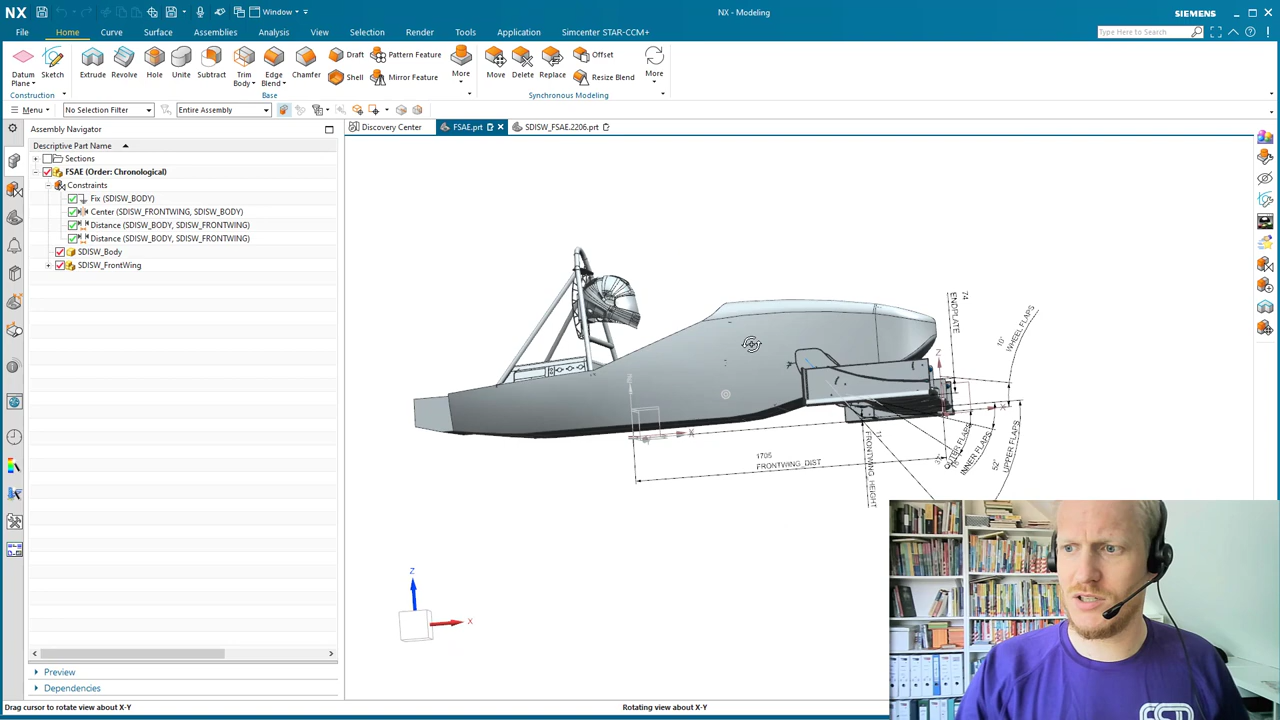 NX
Window
NX - Modeling
SIEMENS
File
Home
Curve
Surface
Assemblies
Analysis
View
Selection
Render
Tools
Application
Simcenter STAR-CCM+
Type Here to Search
Datum
Plane
Sketch
Extrude
Revolve
Hole
Unite
Subtract
Trim
Body
Edge
Blend
Chamfer
Draft
Shell
Pattern Feature
Mirror Feature
More
Move
Delete
Replace
Offset
Resize Blend
More
Construction
Base
Synchronous Modeling
Menu
No Selection Filter
Entire Assembly
Assembly Navigator
Discovery Center
FSAE.prt
SDISW_FSAE.2206.prt
Descriptive Part Name
Sections
FSAE (Order: Chronological)
Constraints
Fix (SDISW_BODY)
Center (SDISW_FRONTWING, SDISW_BODY)
Distance (SDISW_BODY, SDISW_FRONTWING)
Distance (SDISW_BODY, SDISW_FRONTWING)
SDISW_Body
SDISW_FrontWing
74
ENDPLATE
10°
WHEEL FLAPS
Z
X
X
1705
FRONTWING_DIST
FRONTWING_HEIGHT
OUTER FLAPS
INNER FLAPS
52°
UPPER FLAPS
Z
X
Preview
Dependencies
Drag cursor to rotate view about X-Y
Rotating view about X-Y